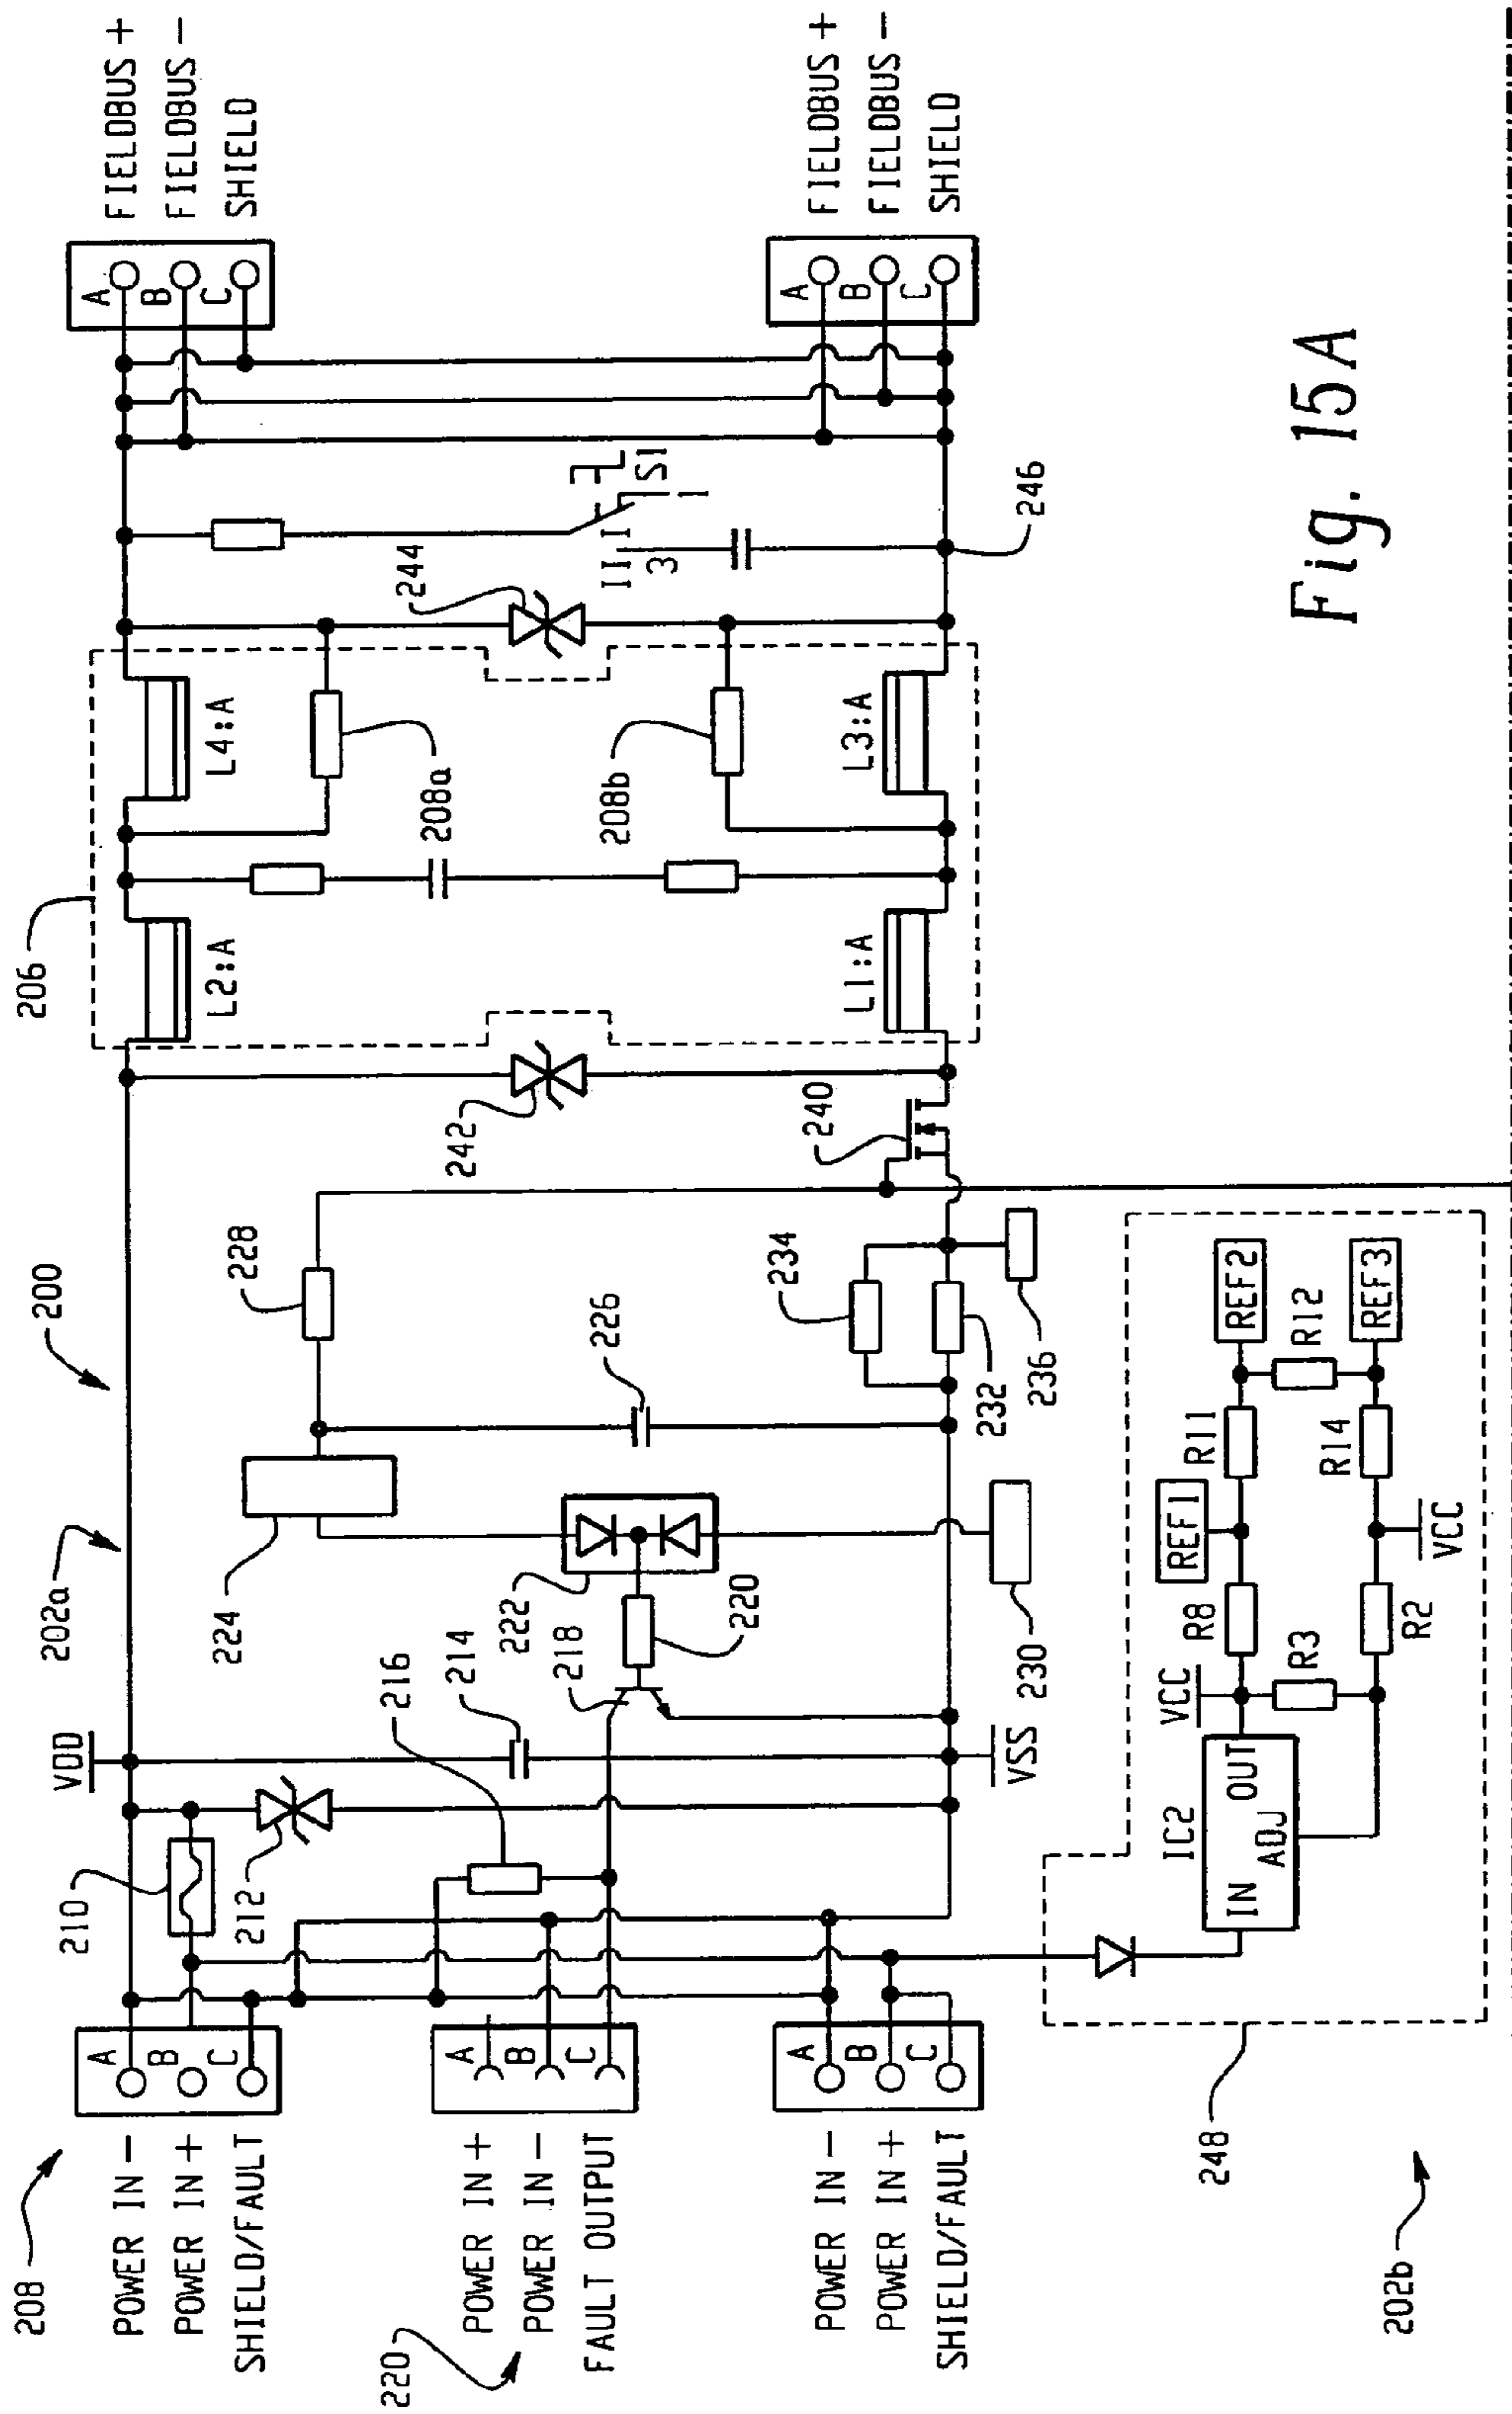 208
POWER IN −
POWER IN +
SHIELD/FAULT
A
B
C
210
212
VDD
202a
200
206
L2:A
L4:A
A
B
C
FIELDBUS +
FIELDBUS −
SHIELD
220
POWER IN +
POWER IN −
FAULT OUTPUT
A
B
C
216
214
218
220
222
224
226
228
242
208a
208b
244
II
I
3
1
S1
POWER IN −
POWER IN +
SHIELD/FAULT
A
B
C
VSS
230
232
234
236
240
L1:A
L3:A
246
A
B
C
FIELDBUS +
FIELDBUS −
SHIELD
202b
248
IC2
IN
OUT
ADJ
VCC
R8
REF1
R11
REF2
R3
R12
R2
VCC
R14
REF3
Fig. 15A